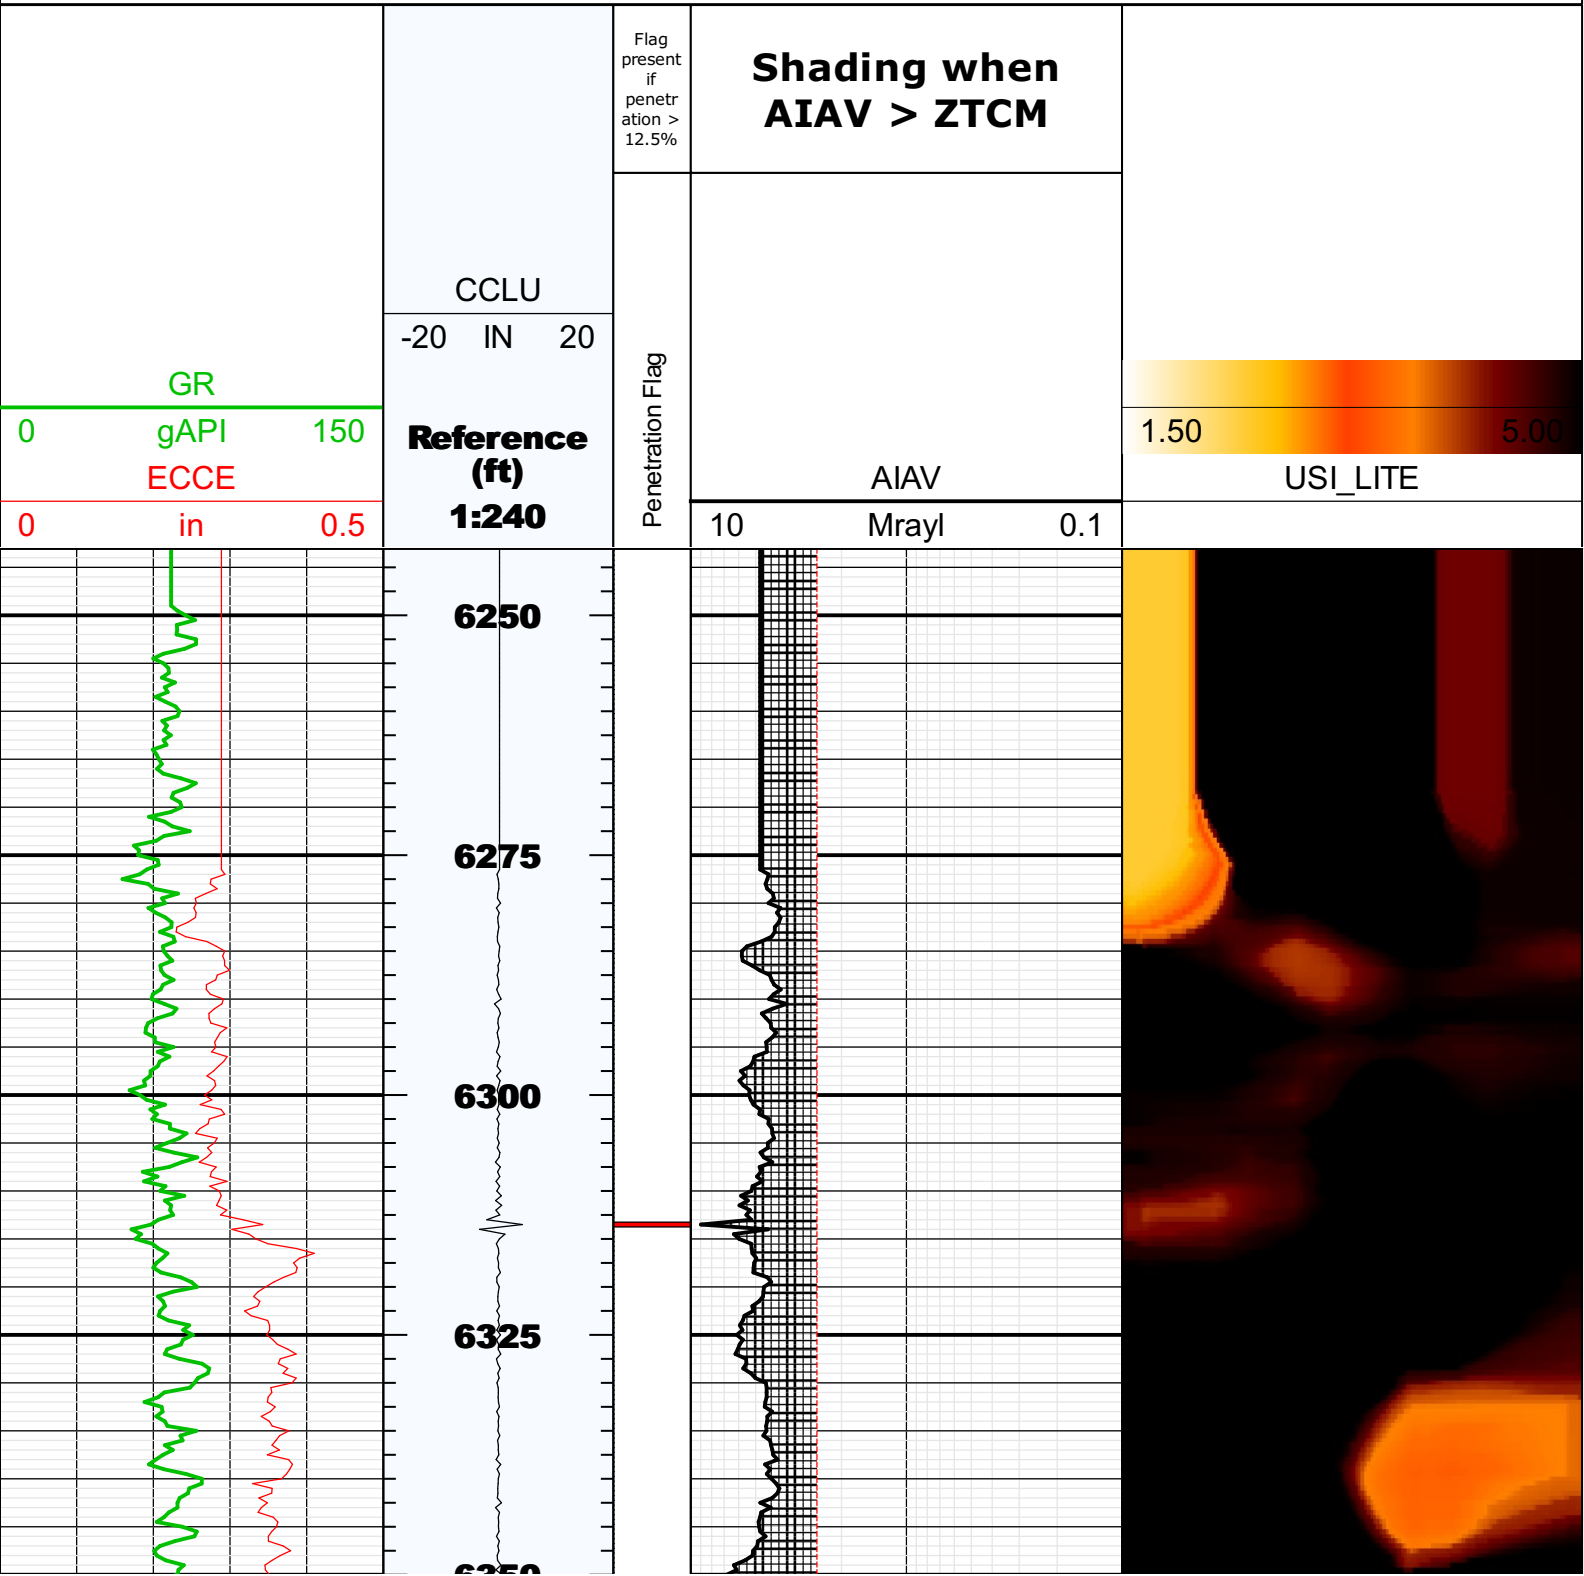 Flag
present
if
penetr
ation >
12.5%
Shading when
AIAV > ZTCM
CCLU
-20 IN 20
GR
0 gAPI 150
ECCE
0 in 0.5
Reference
(ft)
1:240
Penetration Flag
AIAV
10 Mrayl 0.1
1.50 5.00
USI_LITE
6250
6275
6300
6325
6350